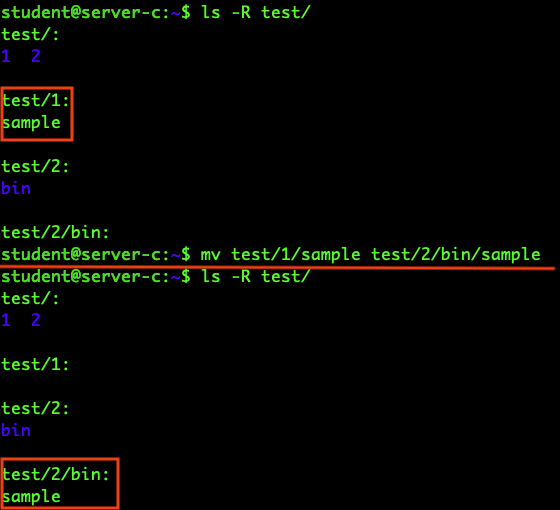 student@server-c:~$ ls -R test/
test/:
1  2

test/1:
sample

test/2:
bin

test/2/bin:
student@server-c:~$ mv test/1/sample test/2/bin/sample
student@server-c:~$ ls -R test/
test/:
1  2

test/1:

test/2:
bin

test/2/bin:
sample